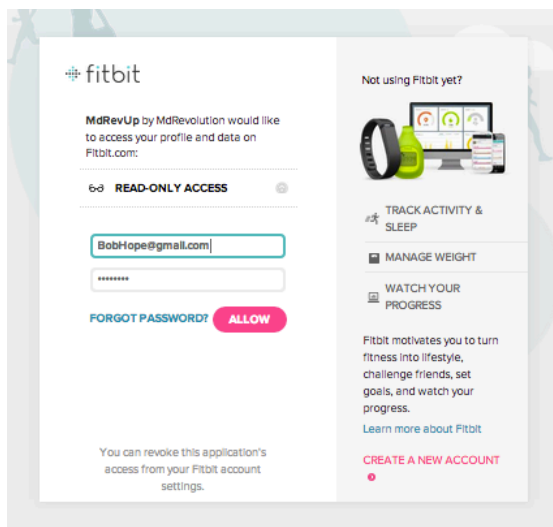 fitbit
MdRevUp by MdRevolution would like
to access your profile and data on
Fitbit.com:
READ-ONLY ACCESS
BobHope@gmail.com
••••••••
FORGOT PASSWORD?
ALLOW
You can revoke this application's
access from your Fitbit account
settings.
Not using Fitbit yet?
TRACK ACTIVITY &
SLEEP
MANAGE WEIGHT
WATCH YOUR
PROGRESS
Fitbit motivates you to turn
fitness into lifestyle,
challenge friends, set
goals, and watch your
progress.
Learn more about Fitbit
CREATE A NEW ACCOUNT